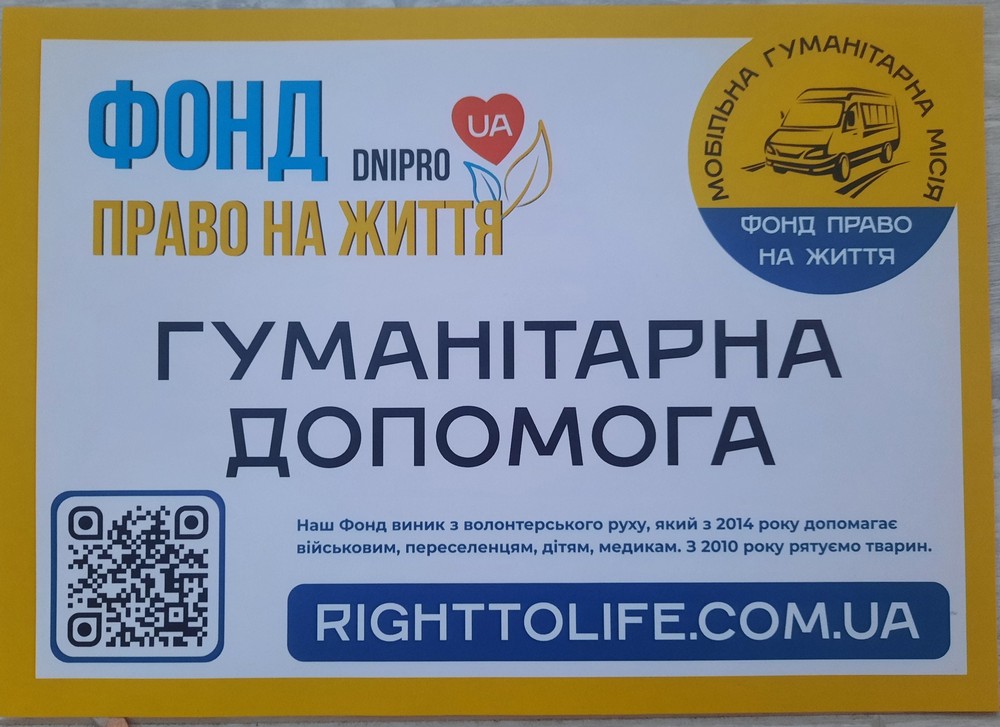 ФОНД
DNIPRO
UA
ПРАВО НА ЖИТТЯ
МОБІЛЬНА ГУМАНІТАРНА МІСІЯ
ФОНД ПРАВО
НА ЖИТТЯ
ГУМАНІТАРНА
ДОПОМОГА
Наш Фонд виник з волонтерського руху, який з 2014 року допомагає
військовим, переселенцям, дітям, медикам. З 2010 року рятуємо тварин.
RIGHTTOLIFE.COM.UA